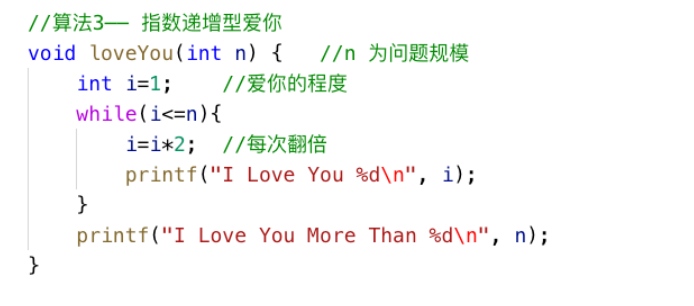 //算法3—— 指数递增型爱你
void loveYou(int n) {   //n 为问题规模
    int i=1;    //爱你的程度
    while(i<=n){
        i=i*2;  //每次翻倍
        printf("I Love You %d\n", i);
    }
    printf("I Love You More Than %d\n", n);
}